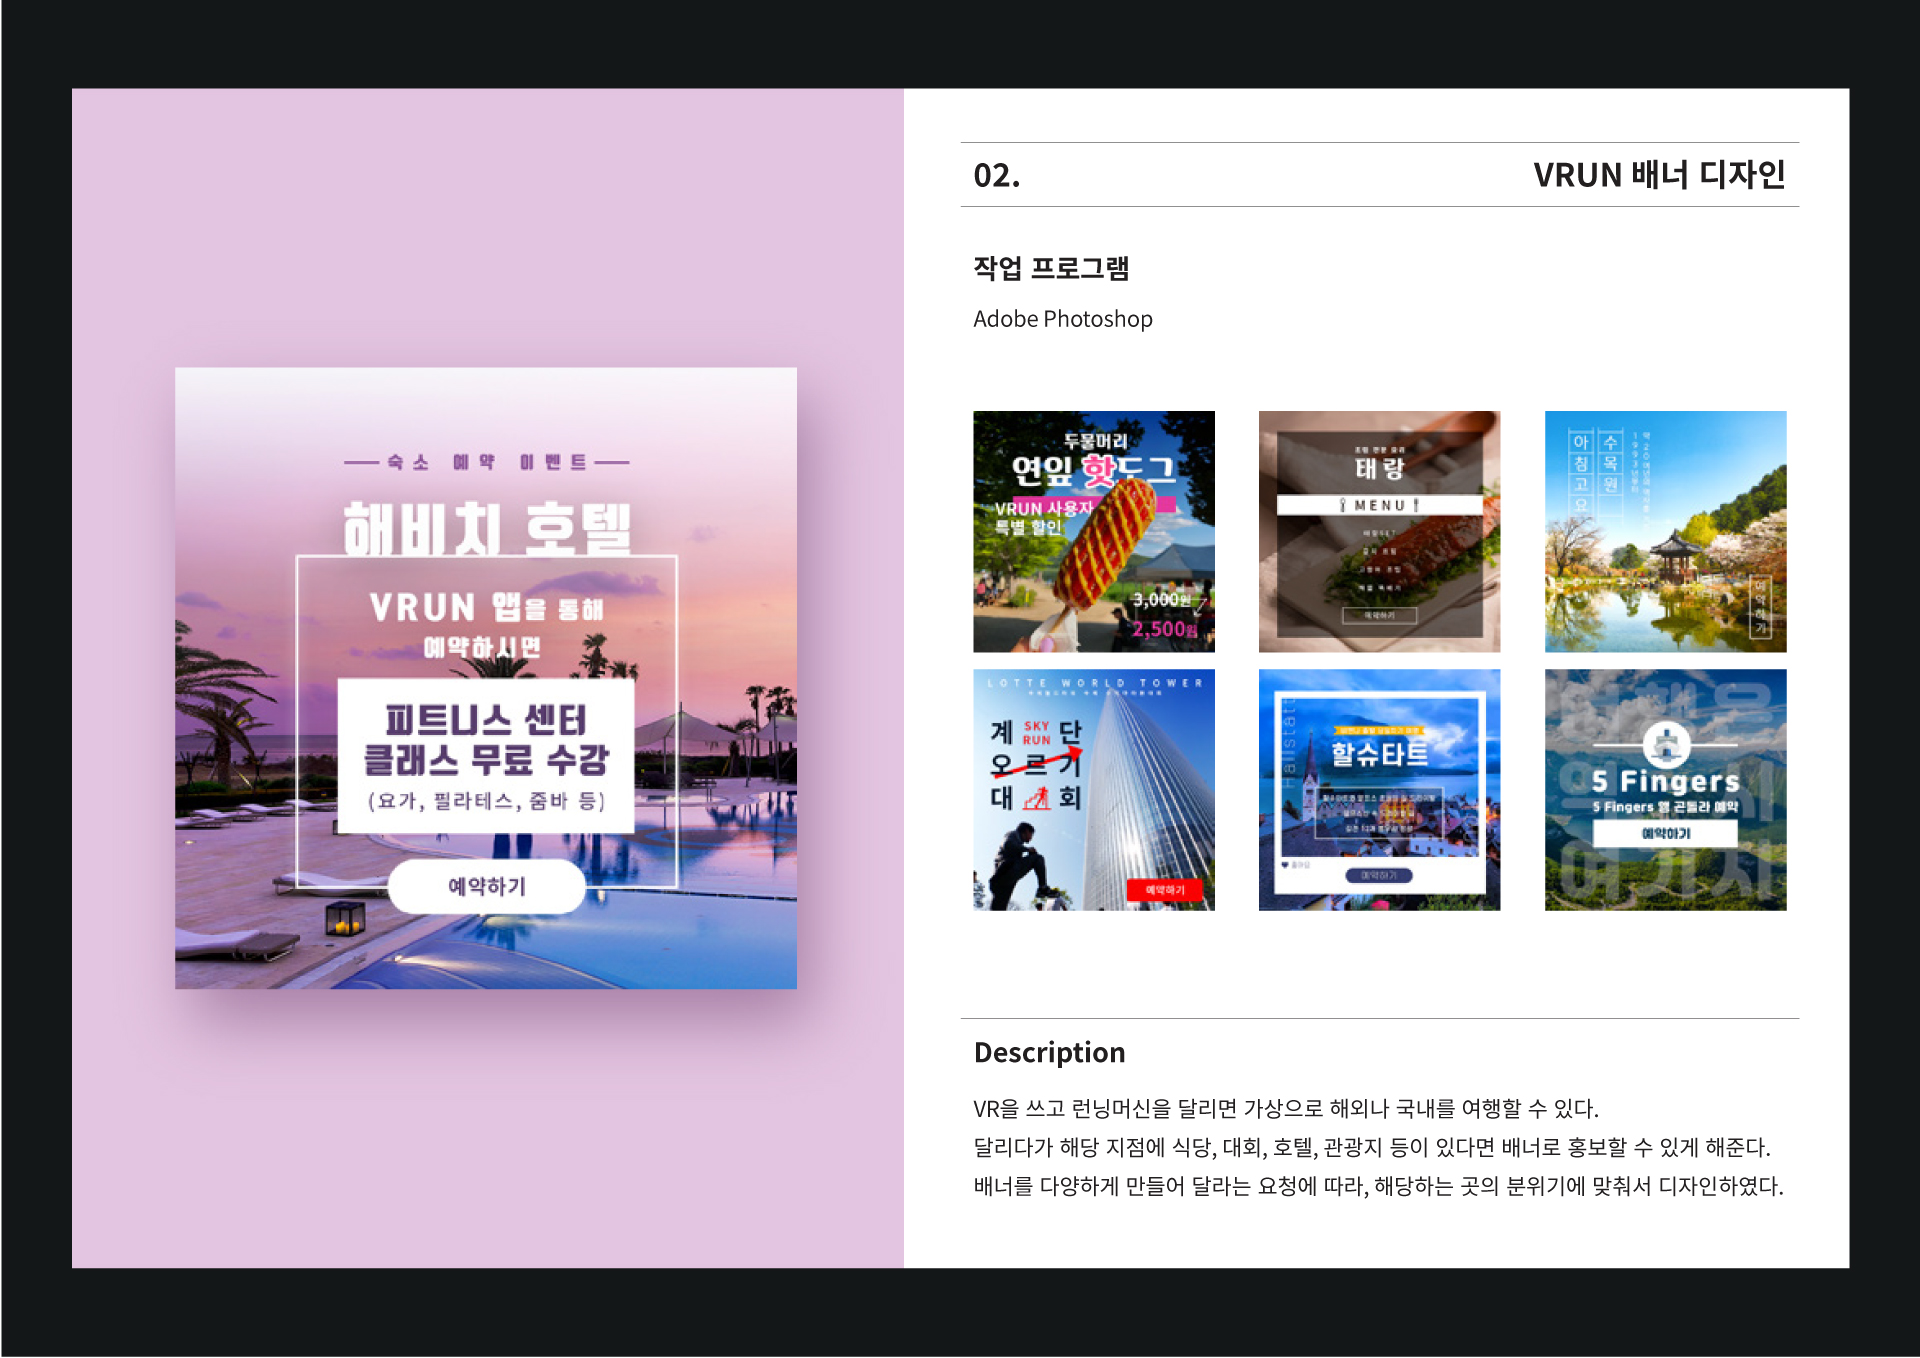 숙소 예약 이벤트
해비치 호텔
VRUN 앱을 통해
예약하시면
피트니스 센터
클래스 무료 수강
(요가, 필라테스, 줌바 등)
예약하기
02.
VRUN 배너 디자인
작업 프로그램
Adobe Photoshop
두물머리
연잎 핫도그
VRUN 사용자
특별 할인
3,000원
2,500원
태랑
MENU
예약하기
아침고요
수목원
예약하기
LOTTE WORLD TOWER
계 SKY RUN 단
오르기
대 회
예약하기
Hallstatt
할슈타트
좋아요
예약하기
5 Fingers
5 Fingers 행 곤돌라 예약
예약하기
Description
VR을 쓰고 런닝머신을 달리면 가상으로 해외나 국내를 여행할 수 있다.
달리다가 해당 지점에 식당, 대회, 호텔, 관광지 등이 있다면 배너로 홍보할 수 있게 해준다.
배너를 다양하게 만들어 달라는 요청에 따라, 해당하는 곳의 분위기에 맞춰서 디자인하였다.